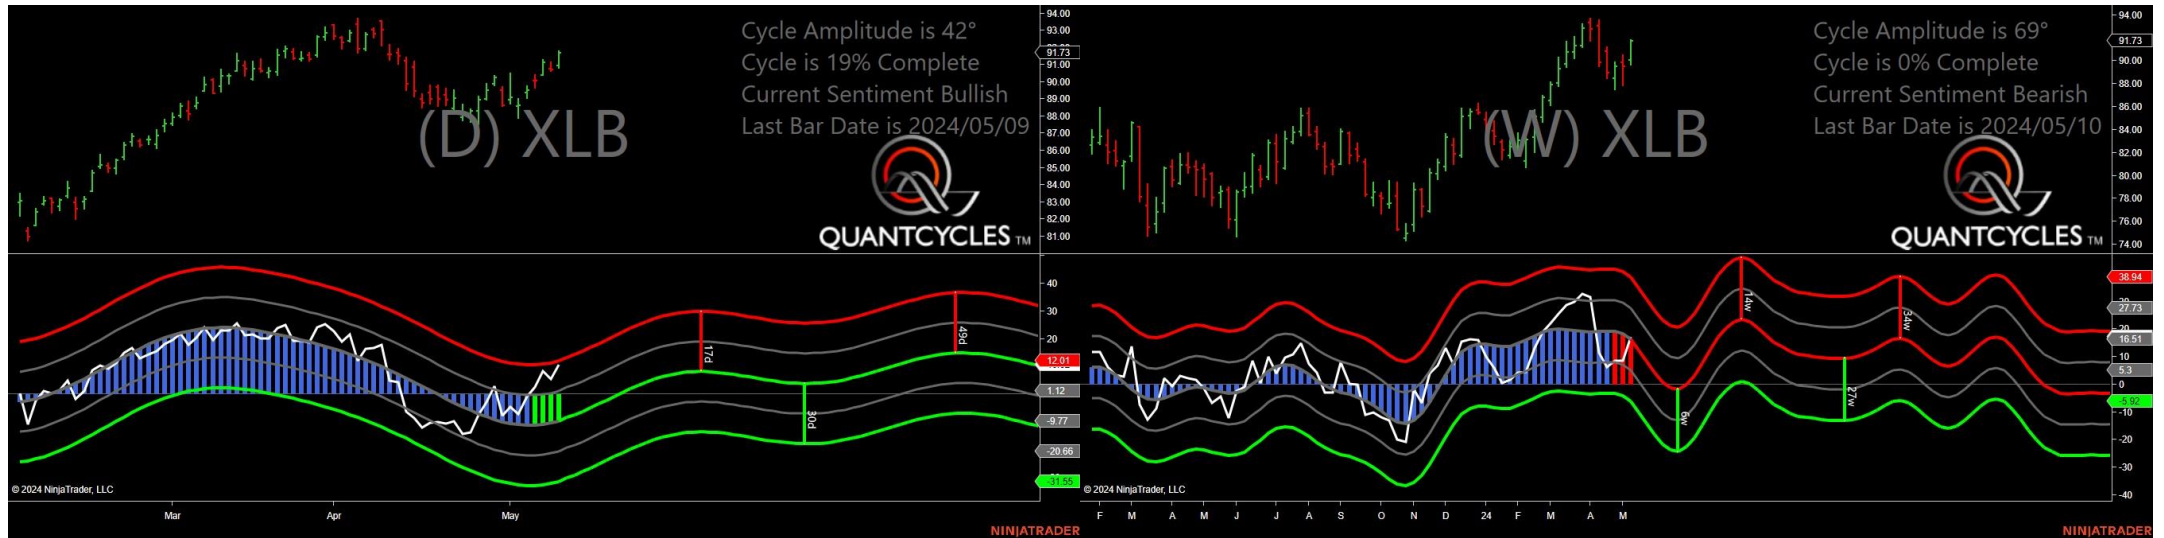 Cycle Amplitude is 42°
Cycle is 19% Complete
Current Sentiment Bullish
Last Bar Date is 2024/05/09
(D) XLB
QUANTCYCLES TM
94.00
93.00
91.73
91.00
90.00
89.00
88.00
87.00
86.00
85.00
84.00
83.00
82.00
81.00
17d
30d
49d
40
30
20
12.01
1.12
-9.77
-20.66
-31.55
© 2024 NinjaTrader, LLC
Mar Apr May
NINJATRADER
Cycle Amplitude is 69°
Cycle is 0% Complete
Current Sentiment Bearish
Last Bar Date is 2024/05/10
(W) XLB
QUANTCYCLES TM
94.00
91.73
90.00
88.00
86.00
84.00
82.00
80.00
78.00
76.00
74.00
6w
14w
27w
34w
38.94
27.73
20
16.51
10
5.3
0
-5.92
-10
-20
-30
-40
© 2024 NinjaTrader, LLC
F M A M J J A S O N D 24 F M A M
NINJATRADER